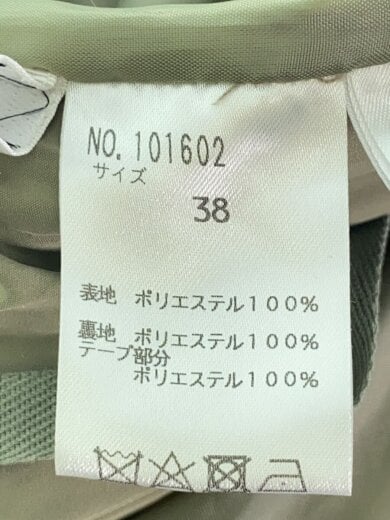 NO.101602
サイズ
38
表地 ポリエステル100%
裏地 ポリエステル100%
テープ部分
ポリエステル100%